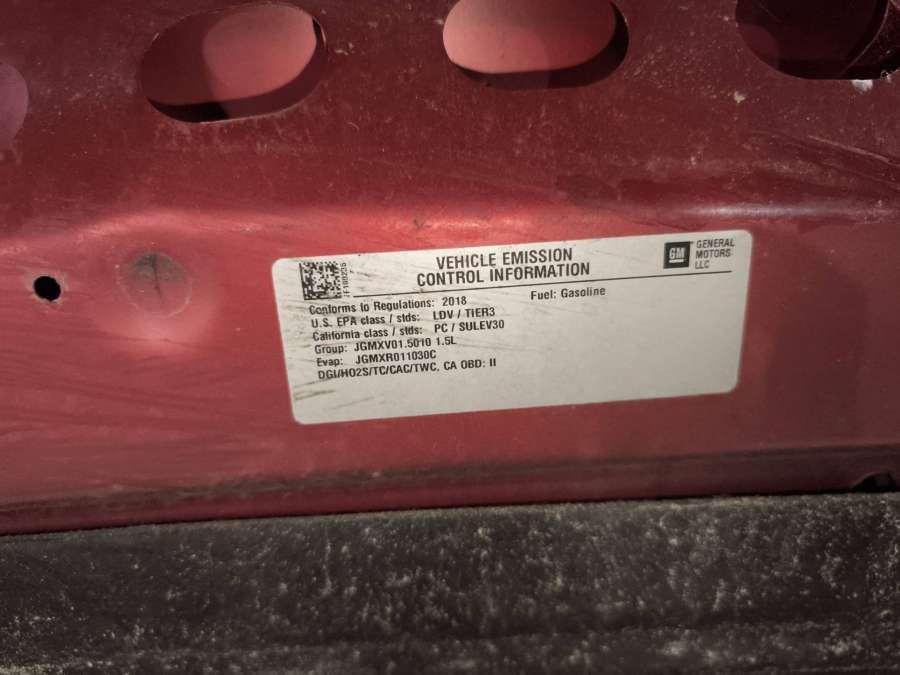 VEHICLE EMISSION
CONTROL INFORMATION
GM GENERAL
MOTORS
LLC
Conforms to Regulations: 2018 Fuel: Gasoline
U.S. EPA class / stds: LDV / TIER3
California class / stds: PC / SULEV30
Group: JGMXV01.5010 1.5L
Evap: JGMXR011030C
DGI/HO2S/TC/CAC/TWC, CA OBD: II